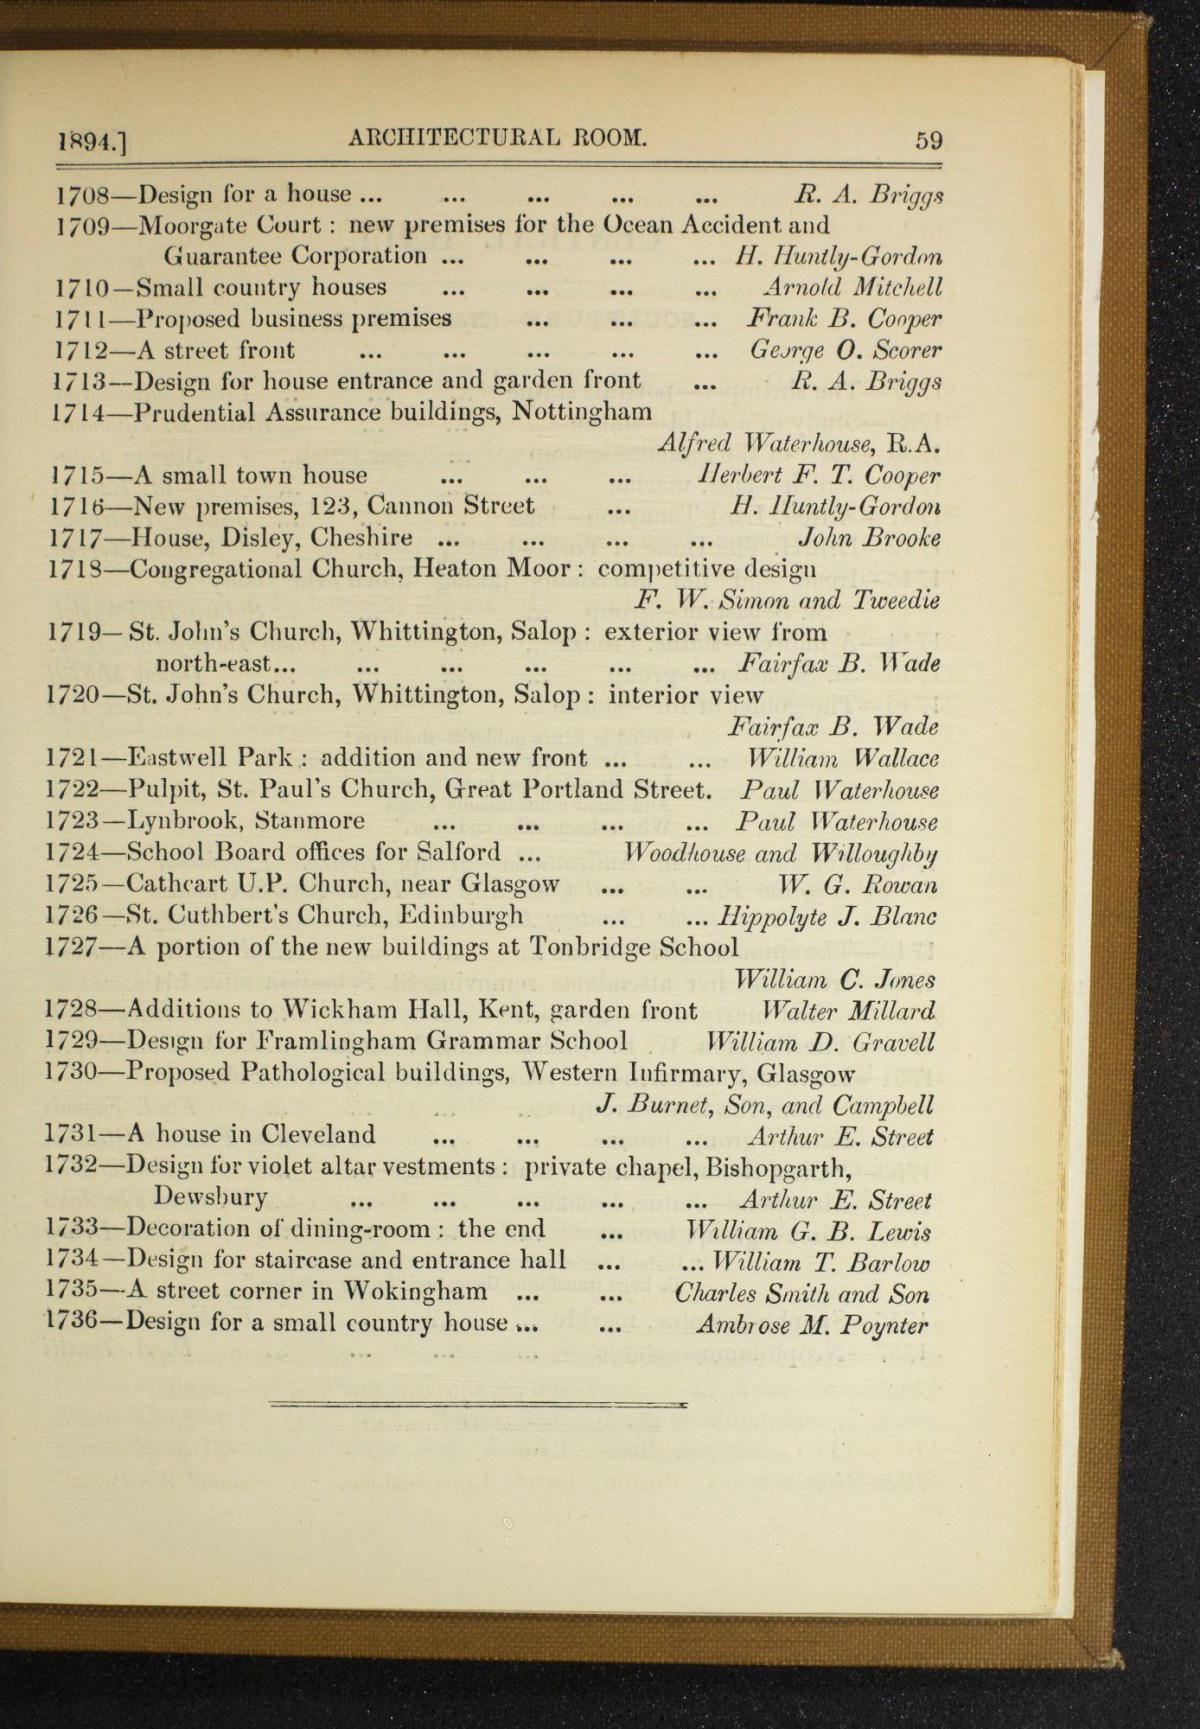 1894.] ARCHITECTURAL ROOM. 59
1708—Design for a house ... ... ... ... ... R. A. Briggs
1709—Moorgate Court : new premises for the Ocean Accident and
Guarantee Corporation ... ... ... ... H. Huntly-Gordon
1710—Small country houses ... ... ... ... Arnold Mitchell
1711—Proposed business premises ... ... ... Frank B. Cooper
1712—A street front ... ... ... ... ... George O. Scorer
1713—Design for house entrance and garden front ... R. A. Briggs
1714—Prudential Assurance buildings, Nottingham
Alfred Waterhouse, R.A.
1715—A small town house ... ... ... Herbert F. T. Cooper
1716—New premises, 123, Cannon Street ... H. Huntly-Gordon
1717—House, Disley, Cheshire ... ... ... ... John Brooke
1718—Congregational Church, Heaton Moor : competitive design
F. W. Simon and Tweedie
1719—St. John's Church, Whittington, Salop : exterior view from
north-east... ... ... ... ... ... Fairfax B. Wade
1720—St. John's Church, Whittington, Salop : interior view
Fairfax B. Wade
1721—Eastwell Park : addition and new front ... ... William Wallace
1722—Pulpit, St. Paul's Church, Great Portland Street. Paul Waterhouse
1723—Lynbrook, Stanmore ... ... ... ... Paul Waterhouse
1724—School Board offices for Salford ... Woodhouse and Willoughby
1725—Cathcart U.P. Church, near Glasgow ... ... W. G. Rowan
1726—St. Cuthbert's Church, Edinburgh ... ... Hippolyte J. Blanc
1727—A portion of the new buildings at Tonbridge School
William C. Jones
1728—Additions to Wickham Hall, Kent, garden front Walter Millard
1729—Design for Framlingham Grammar School William D. Gravell
1730—Proposed Pathological buildings, Western Infirmary, Glasgow
J. Burnet, Son, and Campbell
1731—A house in Cleveland ... ... ... ... Arthur E. Street
1732—Design for violet altar vestments : private chapel, Bishopgarth,
Dewsbury ... ... ... ... ... Arthur E. Street
1733—Decoration of dining-room : the end ... William G. B. Lewis
1734—Design for staircase and entrance hall ... ... William T. Barlow
1735—A street corner in Wokingham ... ... Charles Smith and Son
1736—Design for a small country house ... ... Ambrose M. Poynter